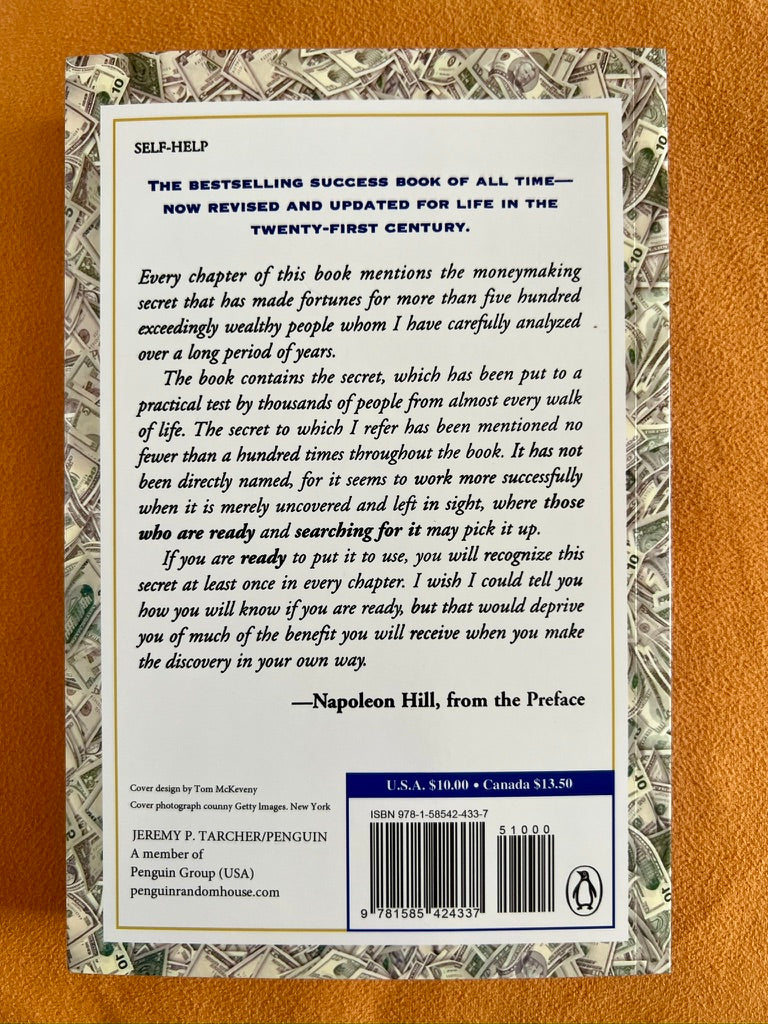 SELF-HELP
THE BESTSELLING SUCCESS BOOK OF ALL TIME—
NOW REVISED AND UPDATED FOR LIFE IN THE
TWENTY-FIRST CENTURY.
Every chapter of this book mentions the moneymaking
secret that has made fortunes for more than five hundred
exceedingly wealthy people whom I have carefully analyzed
over a long period of years.
The book contains the secret, which has been put to a
practical test by thousands of people from almost every walk
of life. The secret to which I refer has been mentioned no
fewer than a hundred times throughout the book. It has not
been directly named, for it seems to work more successfully
when it is merely uncovered and left in sight, where those
who are ready and searching for it may pick it up.
If you are ready to put it to use, you will recognize this
secret at least once in every chapter. I wish I could tell you
how you will know if you are ready, but that would deprive
you of much of the benefit you will receive when you make
the discovery in your own way.
—Napoleon Hill, from the Preface
Cover design by Tom McKeveny
Cover photograph counny Getty Images. New York
JEREMY P. TARCHER/PENGUIN
A member of
Penguin Group (USA)
penguinrandomhouse.com
U.S.A. $10.00 • Canada $13.50
ISBN 978-1-58542-433-7
51000
9 781585 424337